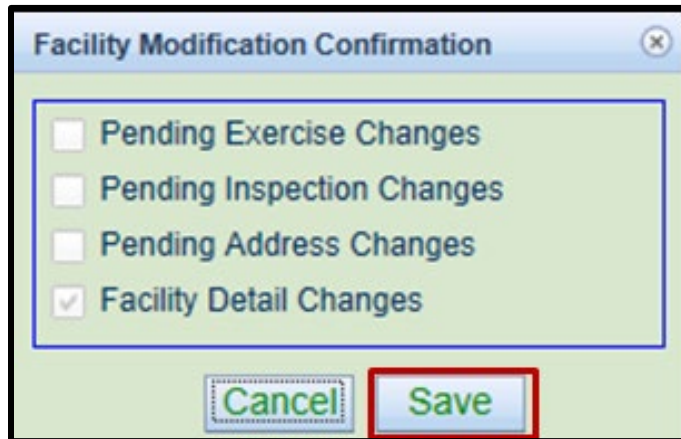 Facility Modification Confirmation
Pending Exercise Changes
Pending Inspection Changes
Pending Address Changes
Facility Detail Changes
Cancel Save